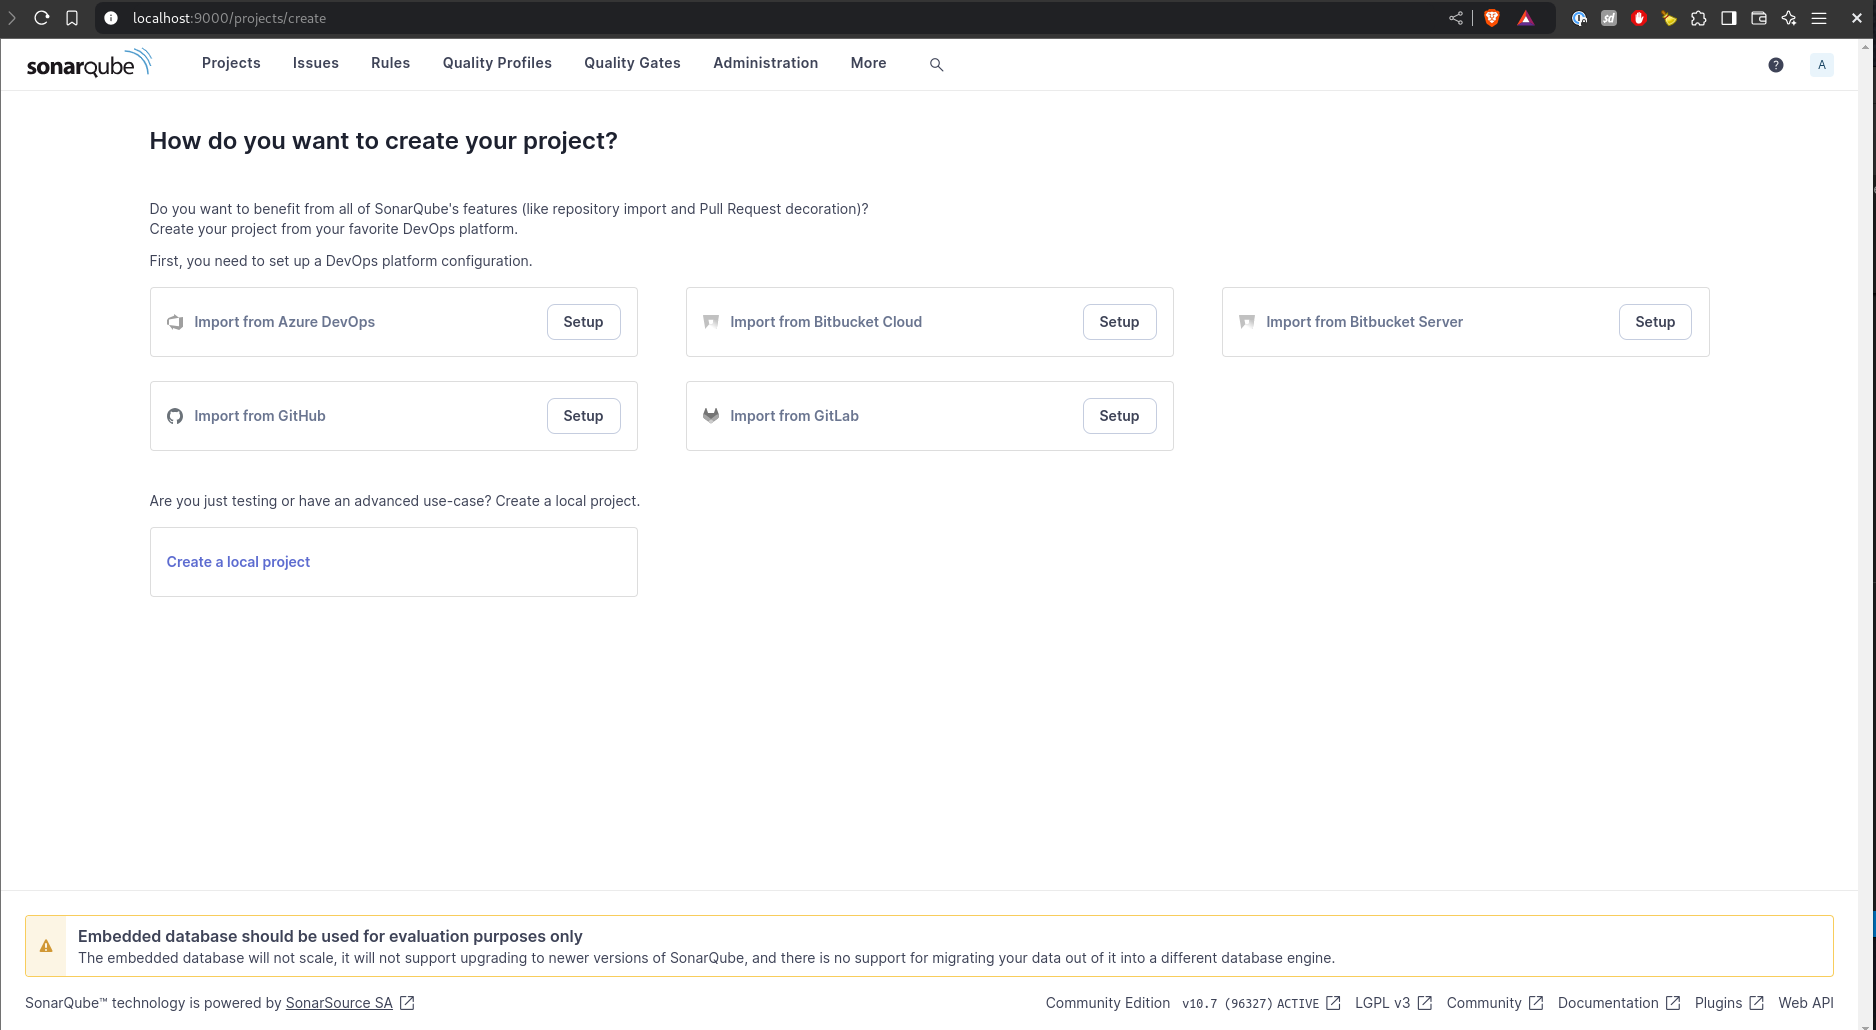 localhost:9000/projects/create
sonarqube
Projects
Issues
Rules
Quality Profiles
Quality Gates
Administration
More
?
A
How do you want to create your project?
Do you want to benefit from all of SonarQube's features (like repository import and Pull Request decoration)?
Create your project from your favorite DevOps platform.
First, you need to set up a DevOps platform configuration.
Import from Azure DevOps
Setup
Import from Bitbucket Cloud
Setup
Import from Bitbucket Server
Setup
Import from GitHub
Setup
Import from GitLab
Setup
Are you just testing or have an advanced use-case? Create a local project.
Create a local project
Embedded database should be used for evaluation purposes only
The embedded database will not scale, it will not support upgrading to newer versions of SonarQube, and there is no support for migrating your data out of it into a different database engine.
SonarQube™ technology is powered by SonarSource SA
Community Edition
v10.7 (96327) ACTIVE
LGPL v3
Community
Documentation
Plugins
Web API